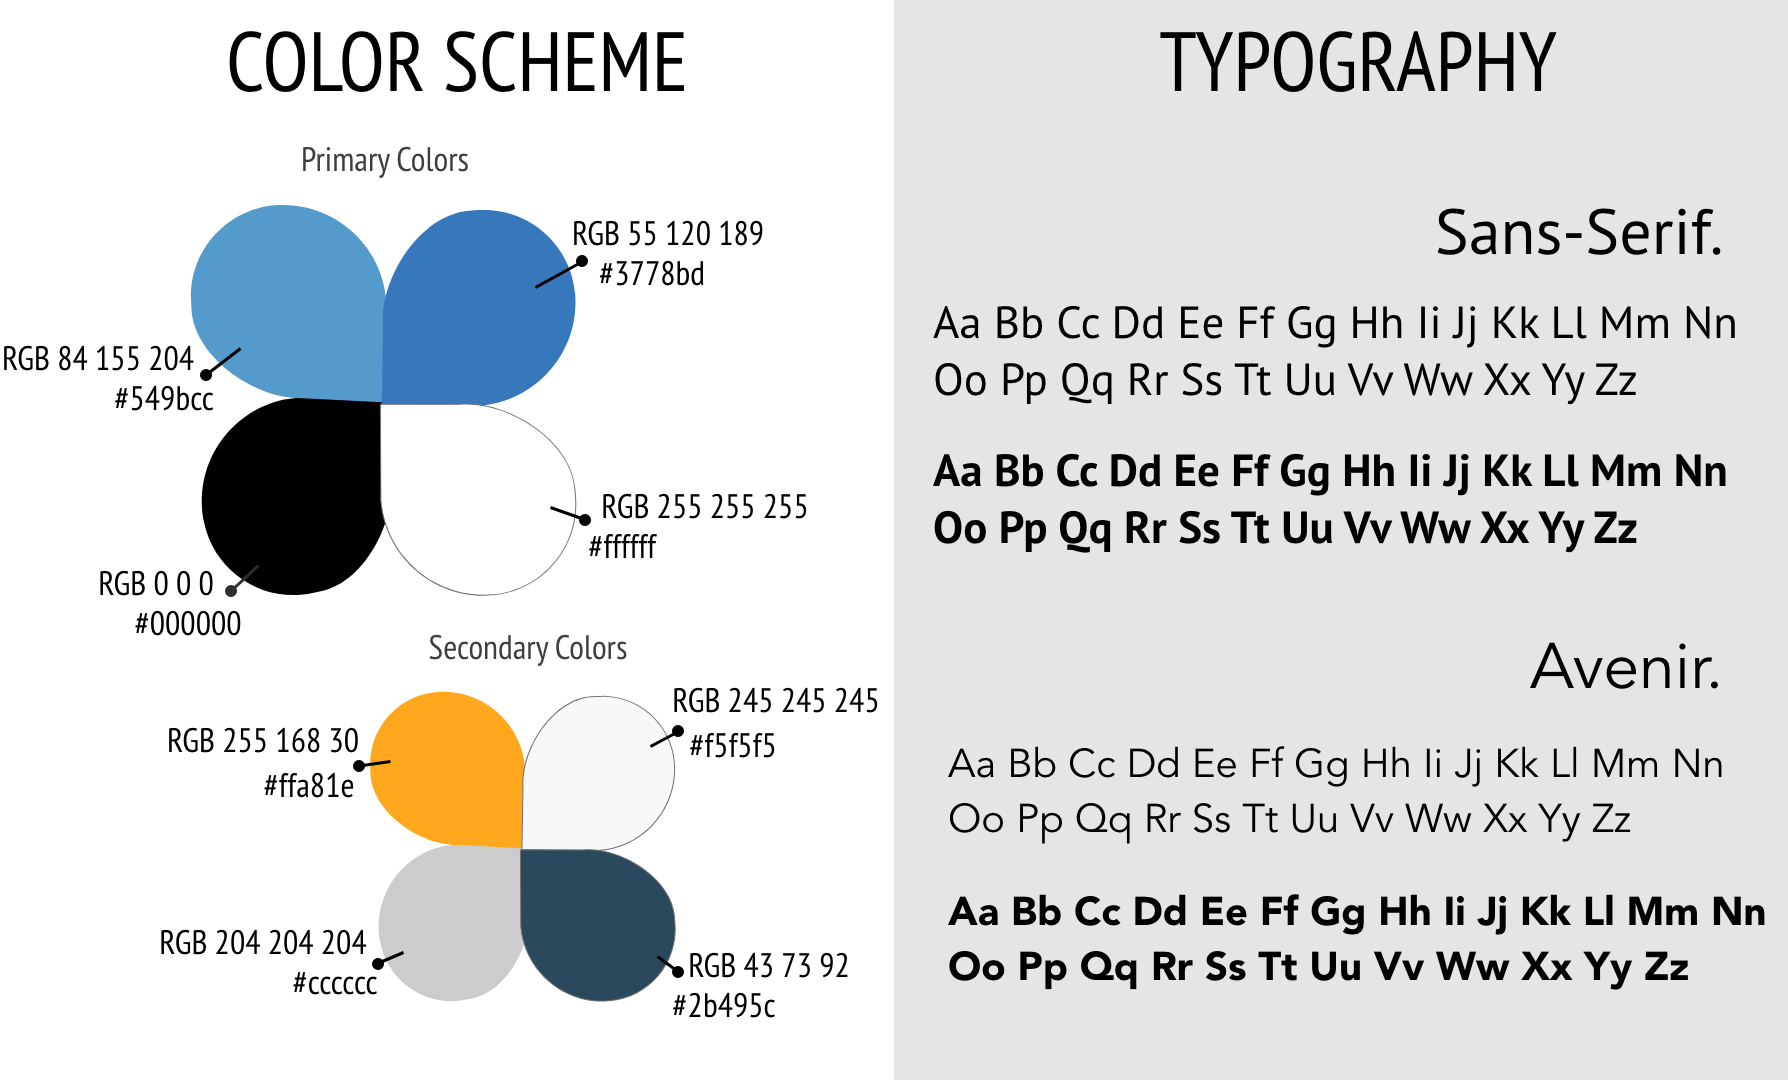 COLOR SCHEME
Primary Colors
RGB 55 120 189
#3778bd
RGB 84 155 204
#549bcc
RGB 255 255 255
#ffffff
RGB 0 0 0
#000000
Secondary Colors
RGB 245 245 245
#f5f5f5
RGB 255 168 30
#ffa81e
RGB 204 204 204
#cccccc
RGB 43 73 92
#2b495c
TYPOGRAPHY
Sans-Serif.
Aa Bb Cc Dd Ee Ff Gg Hh Ii Jj Kk Ll Mm Nn
Oo Pp Qq Rr Ss Tt Uu Vv Ww Xx Yy Zz
Aa Bb Cc Dd Ee Ff Gg Hh Ii Jj Kk Ll Mm Nn
Oo Pp Qq Rr Ss Tt Uu Vv Ww Xx Yy Zz
Avenir.
Aa Bb Cc Dd Ee Ff Gg Hh Ii Jj Kk Ll Mm Nn
Oo Pp Qq Rr Ss Tt Uu Vv Ww Xx Yy Zz
Aa Bb Cc Dd Ee Ff Gg Hh Ii Jj Kk Ll Mm Nn
Oo Pp Qq Rr Ss Tt Uu Vv Ww Xx Yy Zz